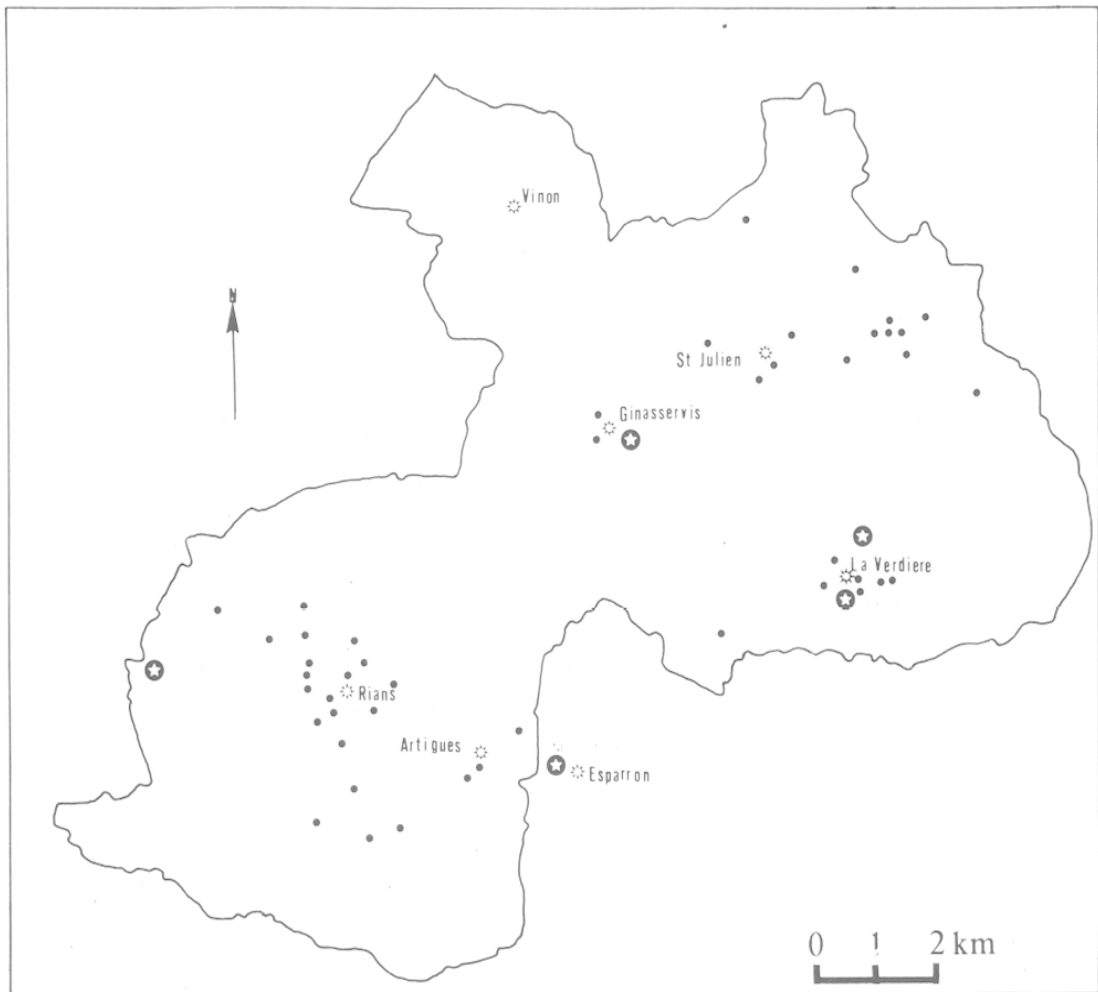 Vinon
N
St Julien
Ginasservis
La Verdiere
Rians
Artigues
Esparron
0 1 2 km